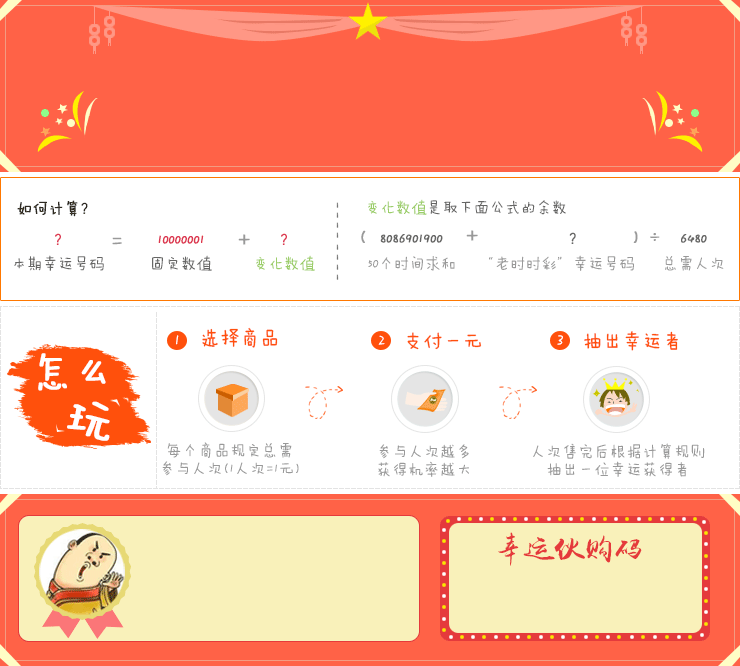 如何计算?
? = 10000001 + ?
本期幸运号码 固定数值 变化数值
变化数值是取下面公式的余数
( 8086901900 + ? ) ÷ 6480
50个时间求和 “老时时彩”幸运号码 总需人次
怎么
玩
1 选择商品
每个商品规定总需
参与人次(1人次=1元)
2 支付一元
参与人次越多
获得机率越大
3 抽出幸运者
人次售完后根据计算规则
抽出一位幸运获得者
幸运伙购码